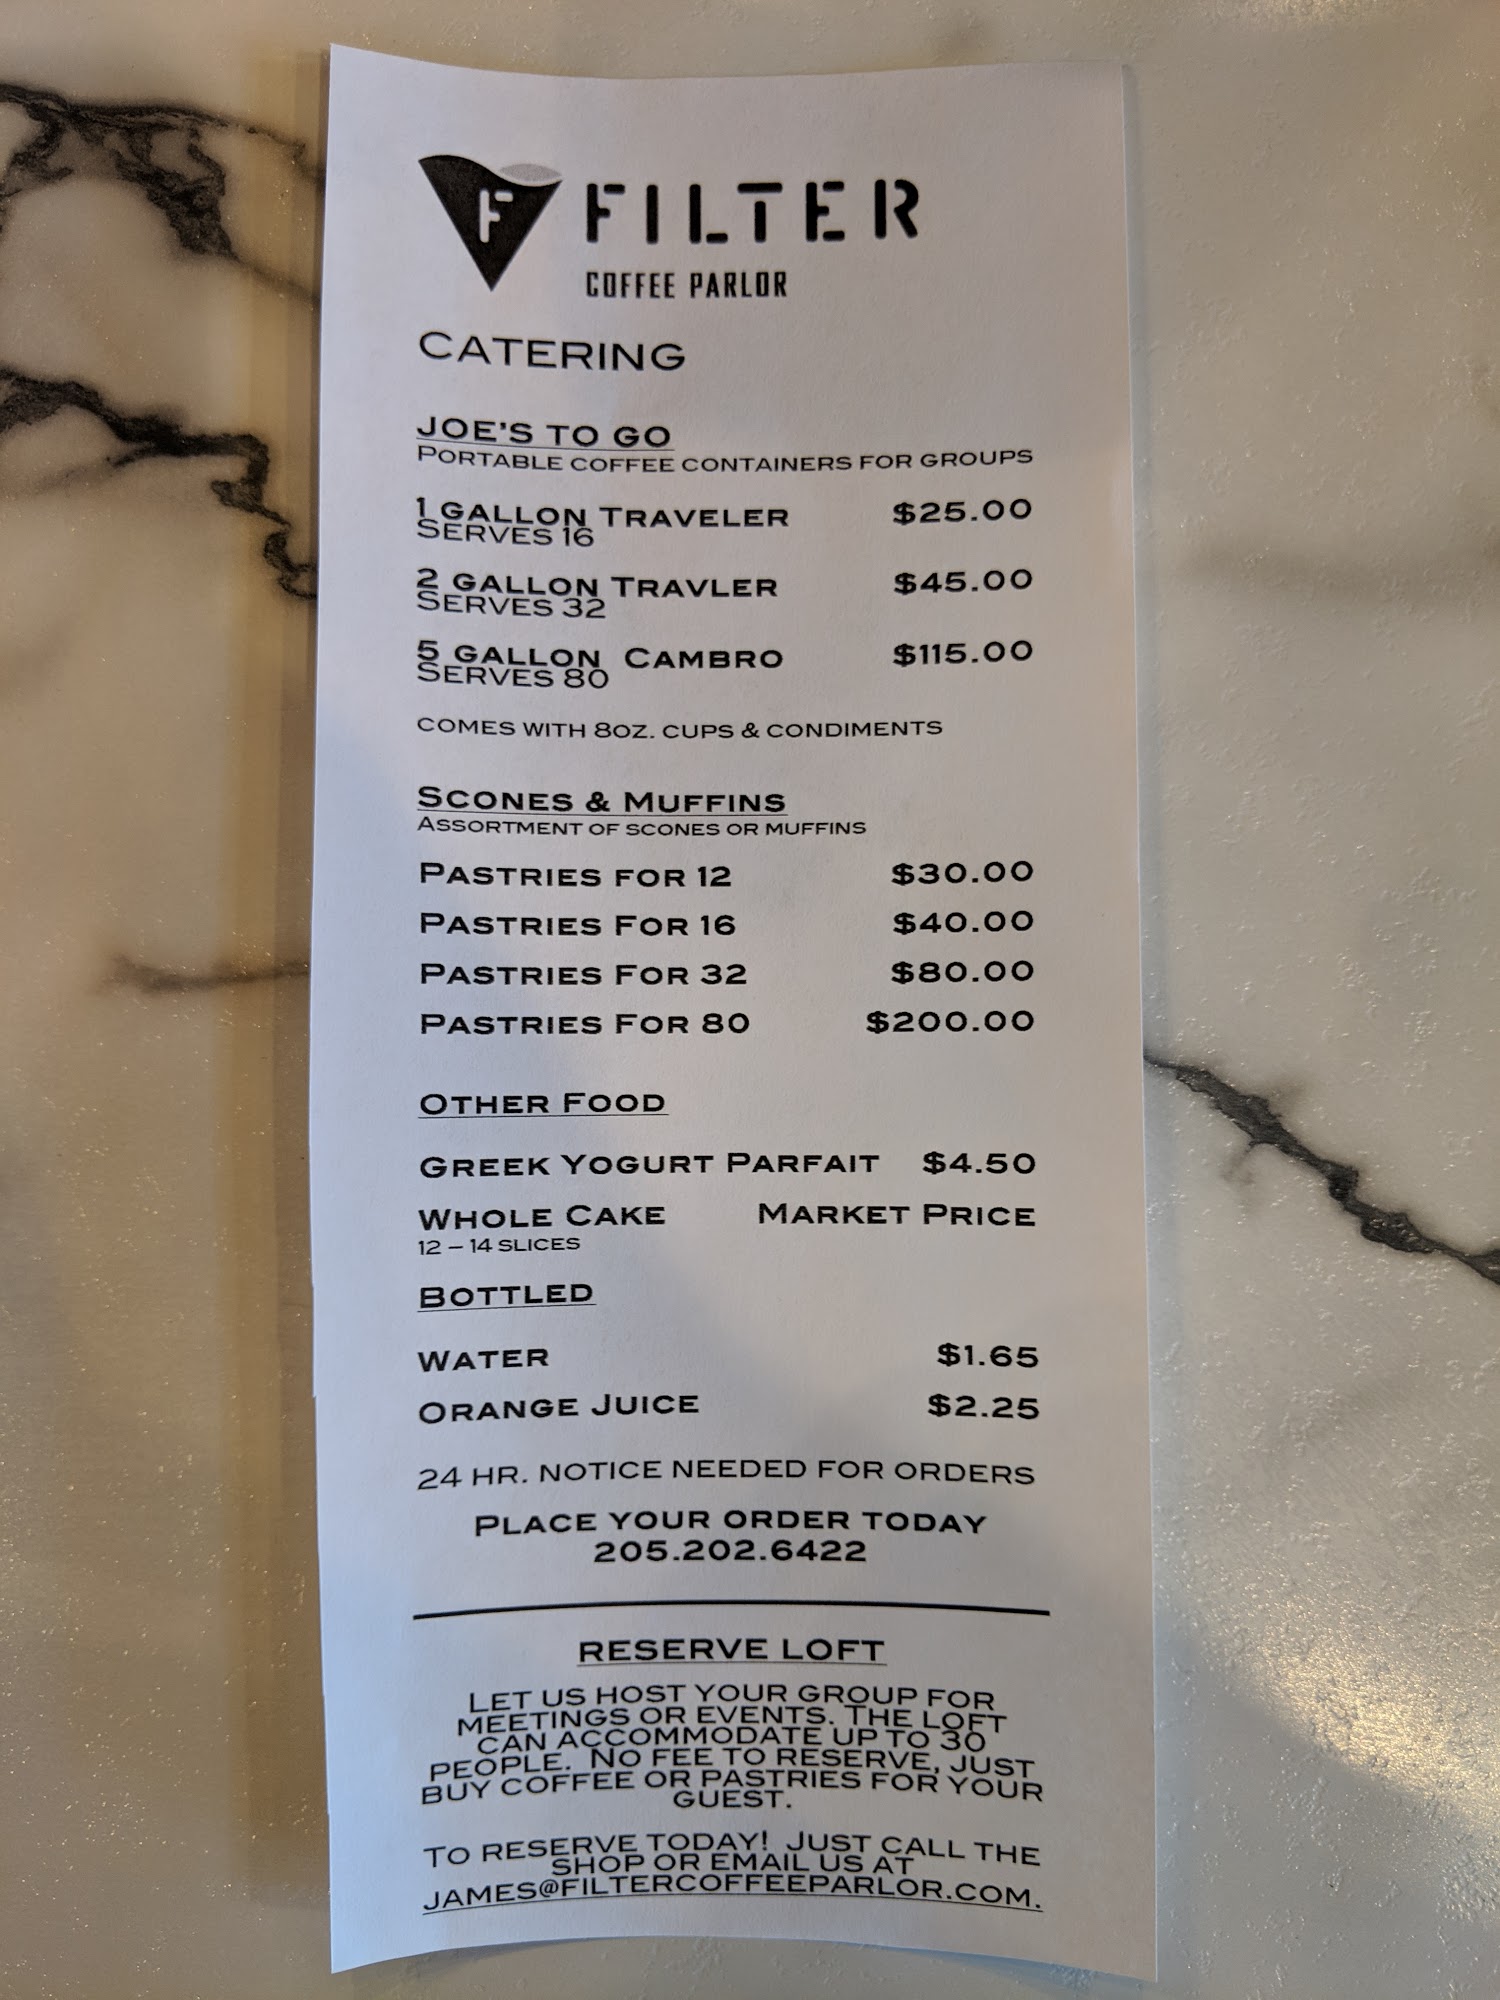 F FILTER
COFFEE PARLOR
CATERING
JOE'S TO GO
PORTABLE COFFEE CONTAINERS FOR GROUPS
1 GALLON TRAVELER $25.00
SERVES 16
2 GALLON TRAVLER $45.00
SERVES 32
5 GALLON CAMBRO $115.00
SERVES 80
COMES WITH 8OZ. CUPS & CONDIMENTS
SCONES & MUFFINS
ASSORTMENT OF SCONES OR MUFFINS
PASTRIES FOR 12 $30.00
PASTRIES FOR 16 $40.00
PASTRIES FOR 32 $80.00
PASTRIES FOR 80 $200.00
OTHER FOOD
GREEK YOGURT PARFAIT $4.50
WHOLE CAKE MARKET PRICE
12 – 14 SLICES
BOTTLED
WATER $1.65
ORANGE JUICE $2.25
24 HR. NOTICE NEEDED FOR ORDERS
PLACE YOUR ORDER TODAY
205.202.6422
RESERVE LOFT
LET US HOST YOUR GROUP FOR
MEETINGS OR EVENTS. THE LOFT
CAN ACCOMMODATE UP TO 30
PEOPLE. NO FEE TO RESERVE, JUST
BUY COFFEE OR PASTRIES FOR YOUR
GUEST.
TO RESERVE TODAY! JUST CALL THE
SHOP OR EMAIL US AT
JAMES@FILTERCOFFEEPARLOR.COM.